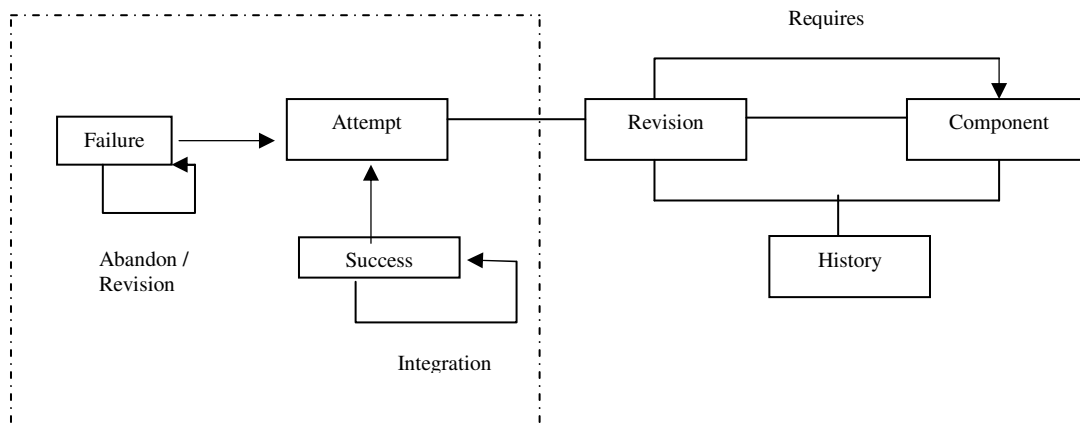 Requires
Failure
Attempt
Revision
Component
Abandon /
Revision
Success
History
Integration